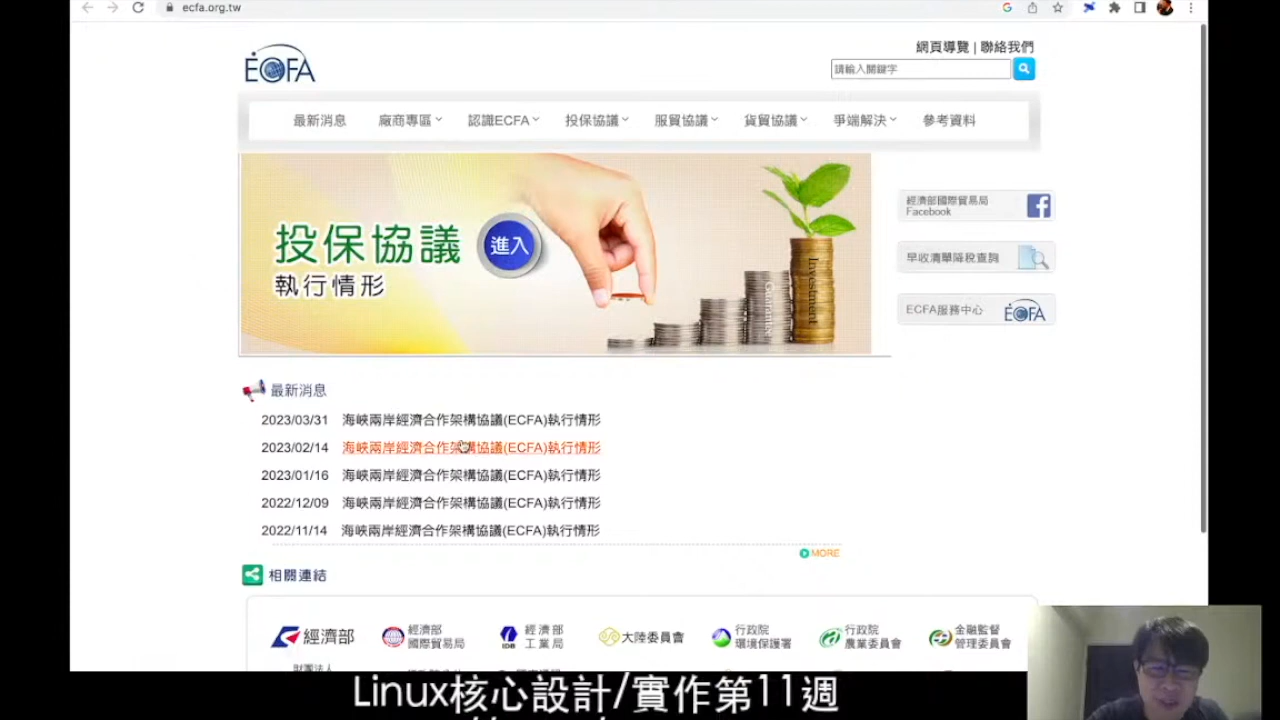 ecfa.org.tw
網頁導覽 | 聯絡我們
ECFA
請輸入關鍵字
最新消息 廠商專區 認識ECFA 投保協議 服貿協議 貨貿協議 爭端解決 參考資料
投保協議 進入
執行情形
Guarantee
Investment
經濟部國際貿易局
Facebook
早收清單降稅查詢
ECFA服務中心 ECFA
最新消息
2023/03/31 海峽兩岸經濟合作架構協議(ECFA)執行情形
2023/02/14 海峽兩岸經濟合作架構協議(ECFA)執行情形
2023/01/16 海峽兩岸經濟合作架構協議(ECFA)執行情形
2022/12/09 海峽兩岸經濟合作架構協議(ECFA)執行情形
2022/11/14 海峽兩岸經濟合作架構協議(ECFA)執行情形
MORE
相關連結
經濟部
經濟部
國際貿易局
經濟部
工業局
大陸委員會
行政院
環境保護署
行政院
農業委員會
金融監督
管理委員會
財團法人
Linux核心設計/實作第11週